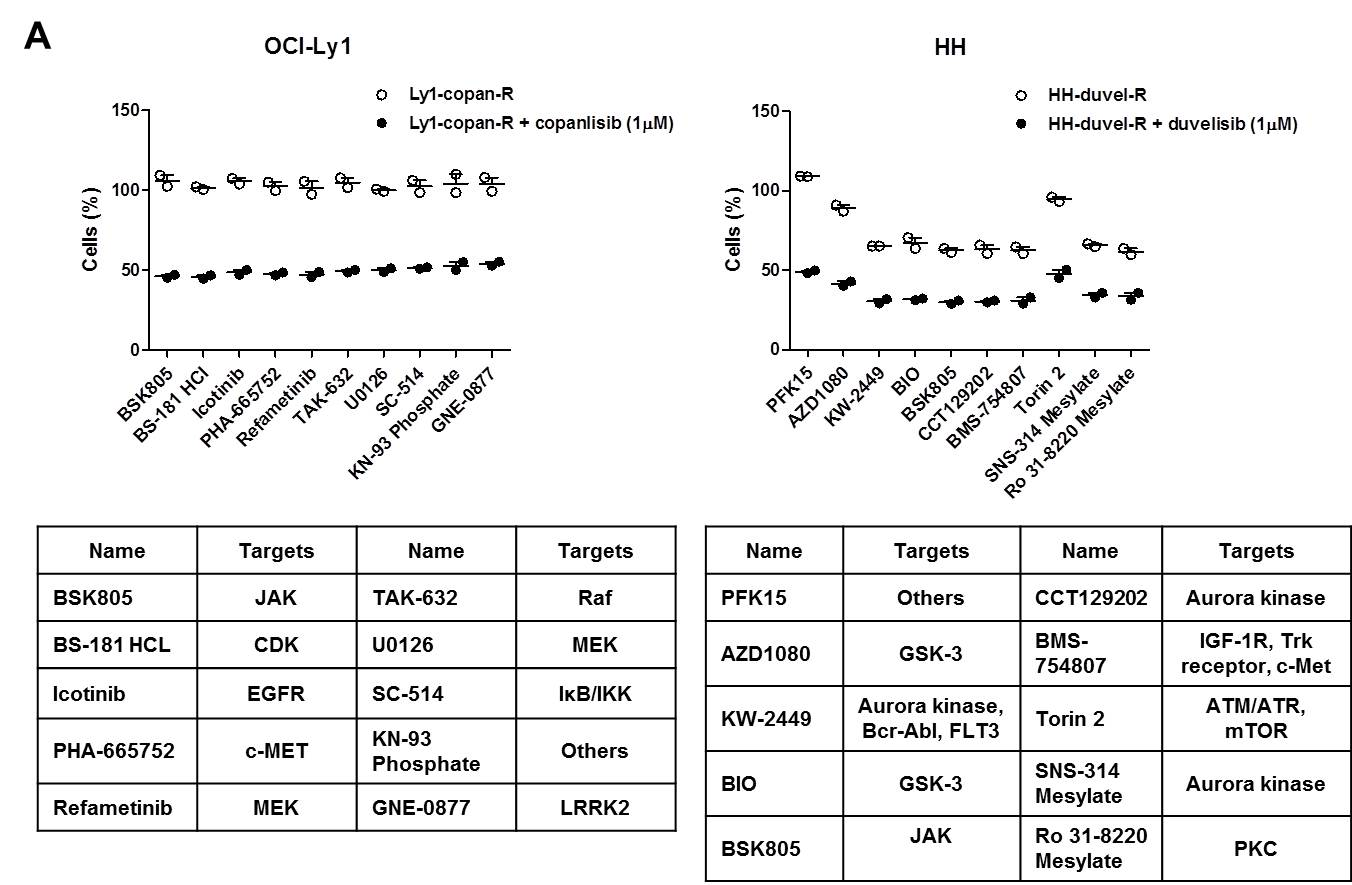 A
OCI-Ly1
Ly1-copan-R
Ly1-copan-R + copanlisib (1μM)
Cells (%)
150
100
50
0
BSK805
BS-181 HCl
Icotinib
PHA-665752
Refametinib
TAK-632
U0126
SC-514
KN-93 Phosphate
GNE-0877
HH
HH-duvel-R
HH-duvel-R + duvelisib (1μM)
Cells (%)
150
100
50
0
PFK15
AZD1080
KW-2449
BIO
BSK805
CCT129202
BMS-754807
Torin 2
SNS-314 Mesylate
Ro 31-8220 Mesylate
Name Targets Name Targets
BSK805 JAK TAK-632 Raf
BS-181 HCL CDK U0126 MEK
Icotinib EGFR SC-514 IκB/IKK
PHA-665752 c-MET KN-93
Phosphate Others
Refametinib MEK GNE-0877 LRRK2
Name Targets Name Targets
PFK15 Others CCT129202 Aurora kinase
AZD1080 GSK-3 BMS-
754807 IGF-1R, Trk
receptor, c-Met
KW-2449 Aurora kinase,
Bcr-Abl, FLT3 Torin 2 ATM/ATR,
mTOR
BIO GSK-3 SNS-314
Mesylate Aurora kinase
BSK805 JAK Ro 31-8220
Mesylate PKC